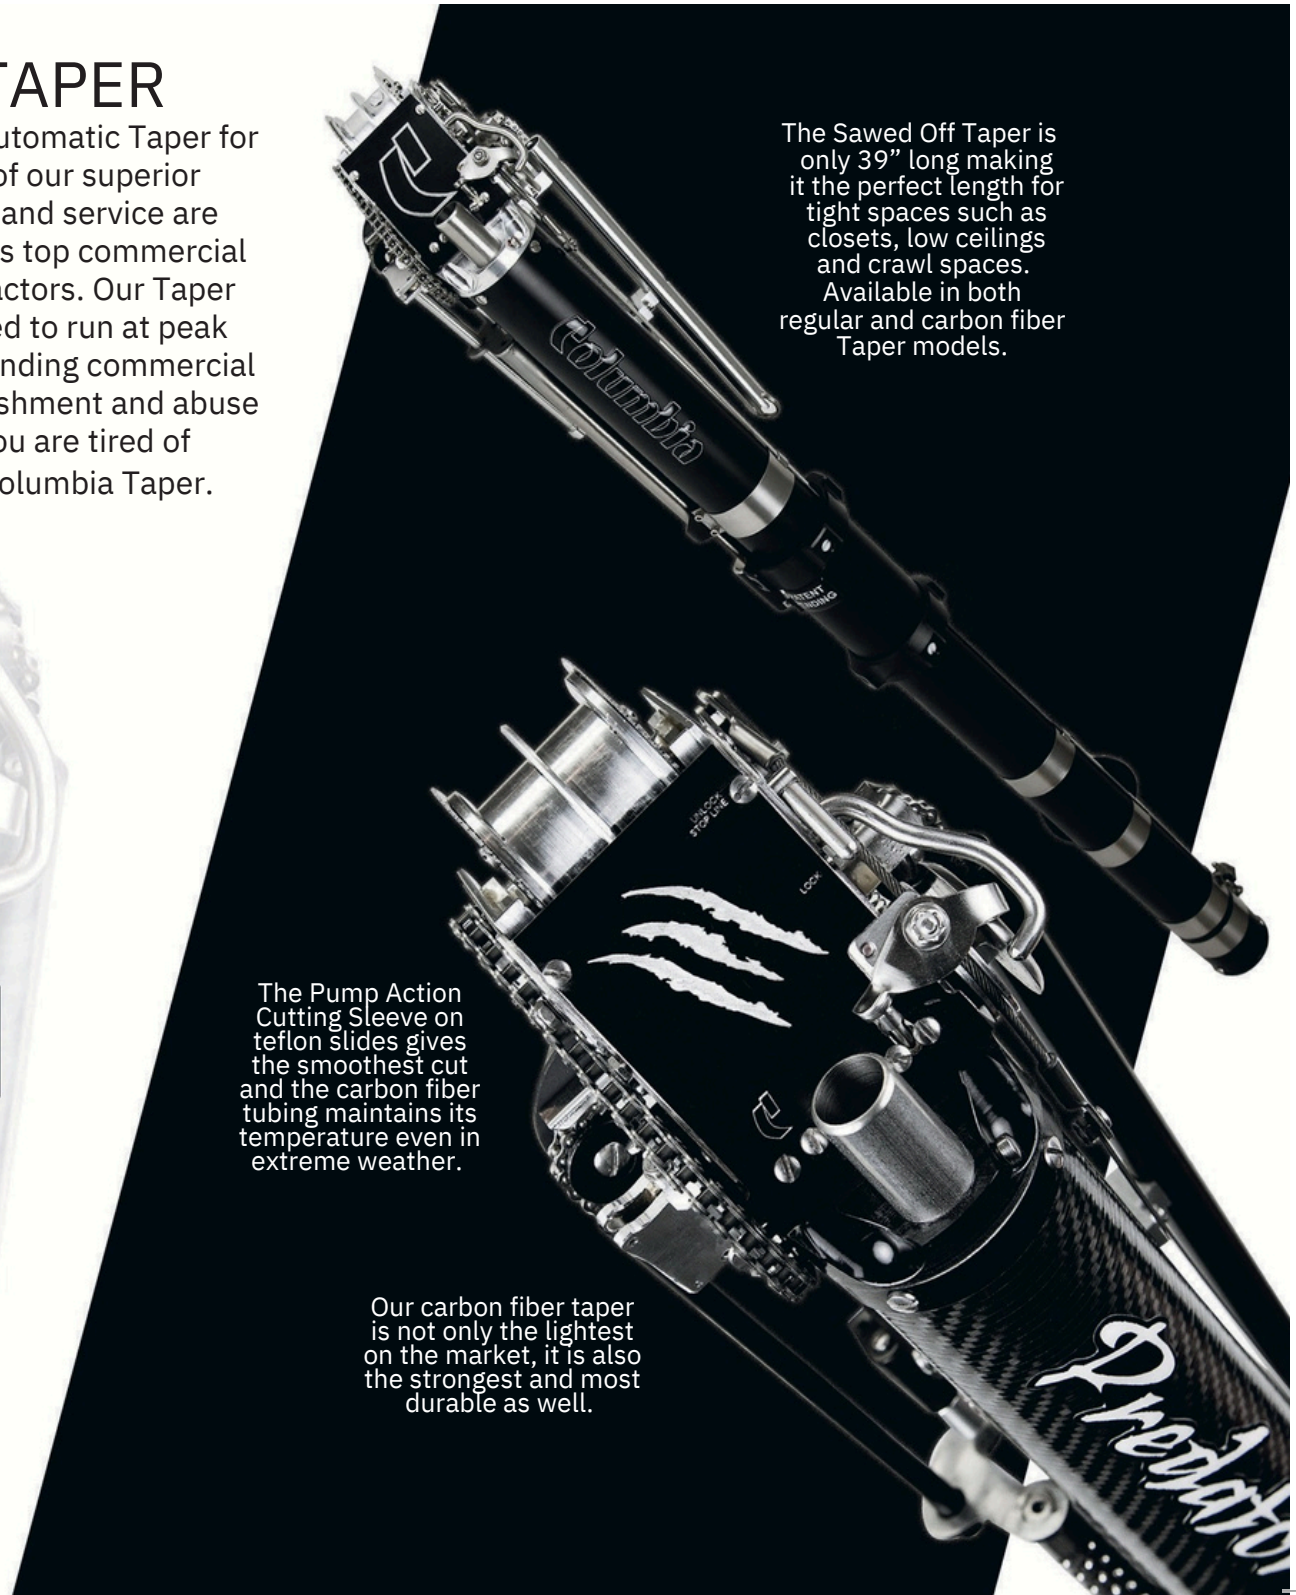 TAPER
utomatic Taper for
of our superior
and service are
s top commercial
actors. Our Taper
ed to run at peak
nding commercial
shment and abuse
ou are tired of
olumbia Taper.
The Sawed Off Taper is
only 39” long making
it the perfect length for
tight spaces such as
closets, low ceilings
and crawl spaces.
Available in both
regular and carbon fiber
Taper models.
Columbia
PATENT
PENDING
UNLOCK
STOP LINE
LOCK
The Pump Action
Cutting Sleeve on
teflon slides gives
the smoothest cut
and the carbon fiber
tubing maintains its
temperature even in
extreme weather.
Our carbon fiber taper
is not only the lightest
on the market, it is also
the strongest and most
durable as well.
Predator